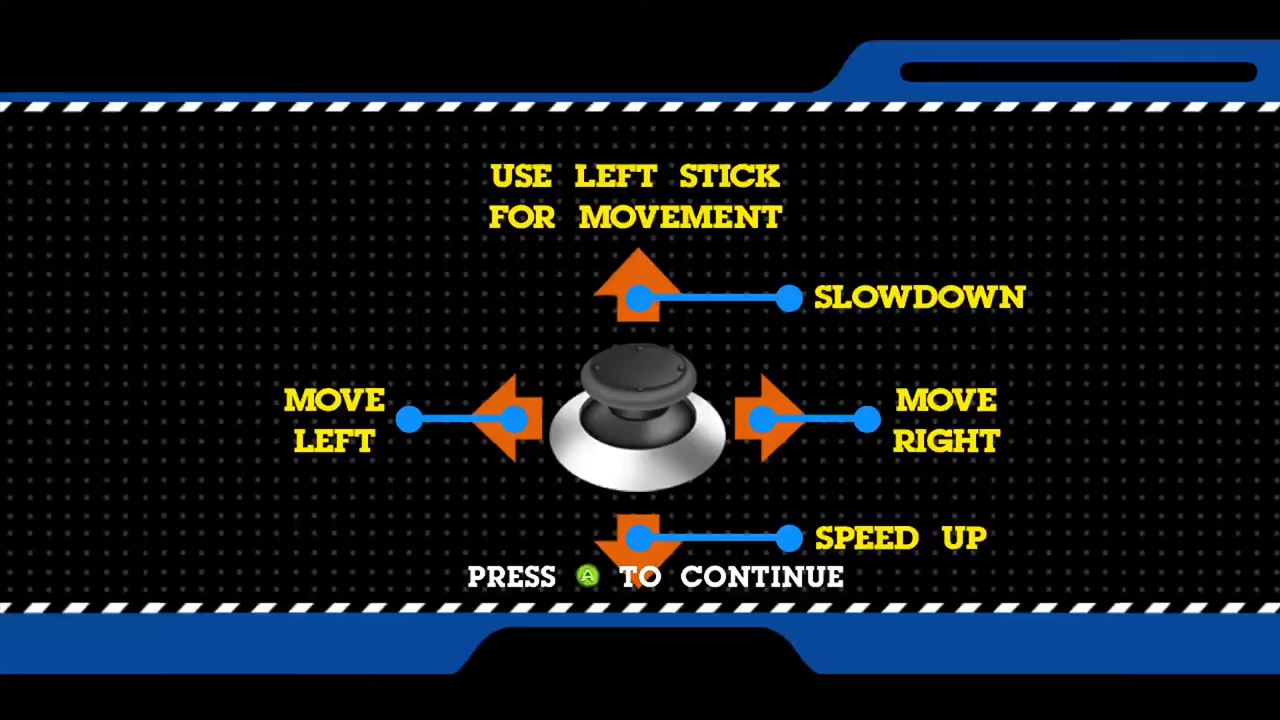 USE LEFT STICK
FOR MOVEMENT
SLOWDOWN
MOVE
LEFT
MOVE
RIGHT
SPEED UP
PRESS A TO CONTINUE